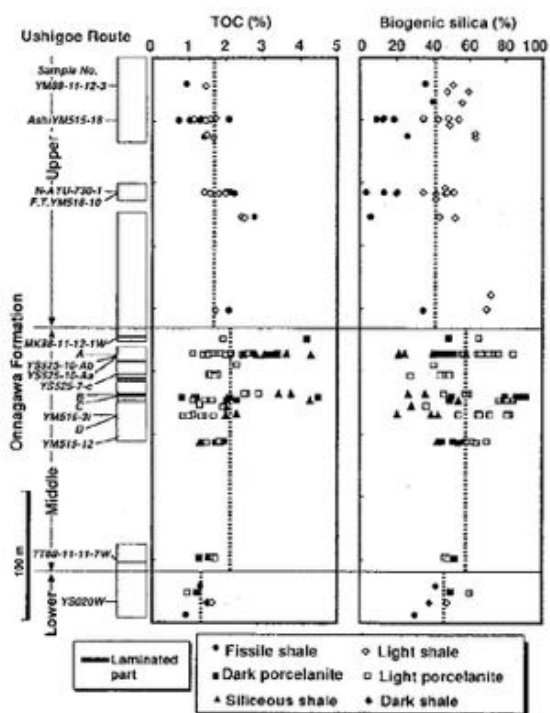 Ushigoe Route
TOC (%)
Biogenic silica (%)
0 1 2 3 4 5
0 20 40 60 80 100
Sample No.
YM89-11-12-3
AshiYM515-18
N-AYU-730-1
F.T.YM518-10
MK88-11-12-1W
A
YS525-10-Ab
YS525-10-Aa
YS525-7-c
B
C
YM516-3i
D
YM515-12
TT88-11-11-7W
YS020W
Upper
Middle
Lower
Onnagawa Formation
100 m
Laminated part
Fissile shale
Light shale
Dark porcelanite
Light porcelanite
Siliceous shale
Dark shale